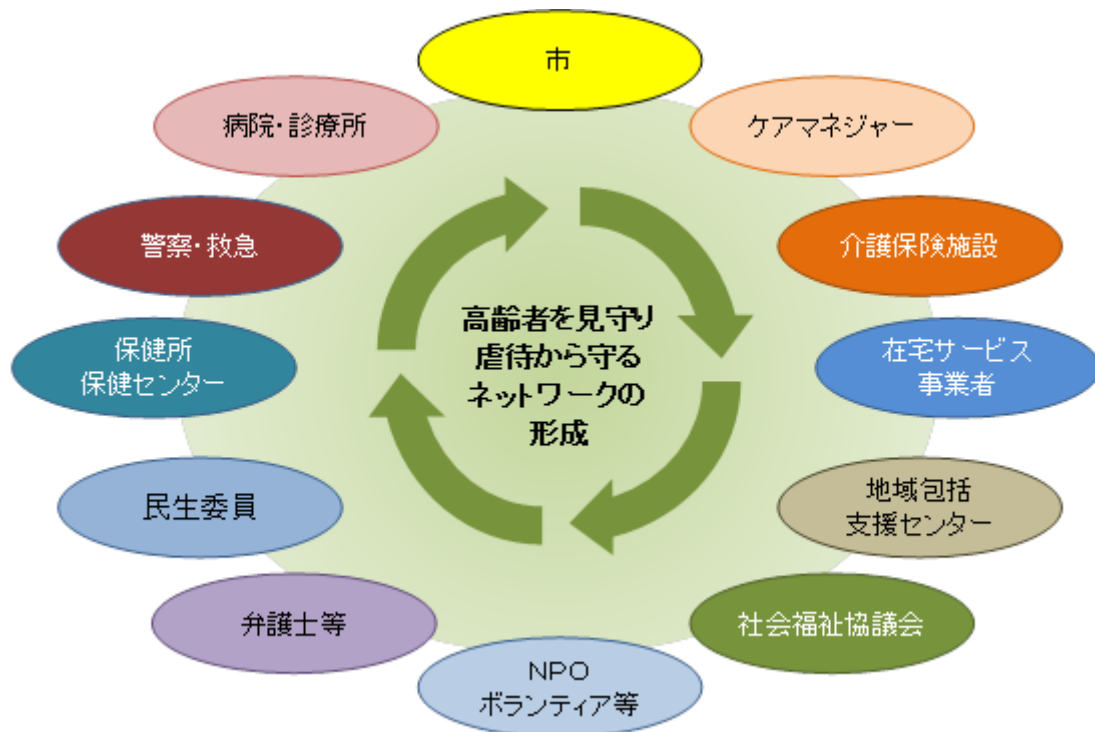 市
ケアマネジャー
介護保険施設
在宅サービス
事業者
地域包括
支援センター
社会福祉協議会
NPO
ボランティア等
弁護士等
民生委員
保健所
保健センター
警察・救急
病院・診療所
高齢者を見守り
虐待から守る
ネットワークの
形成